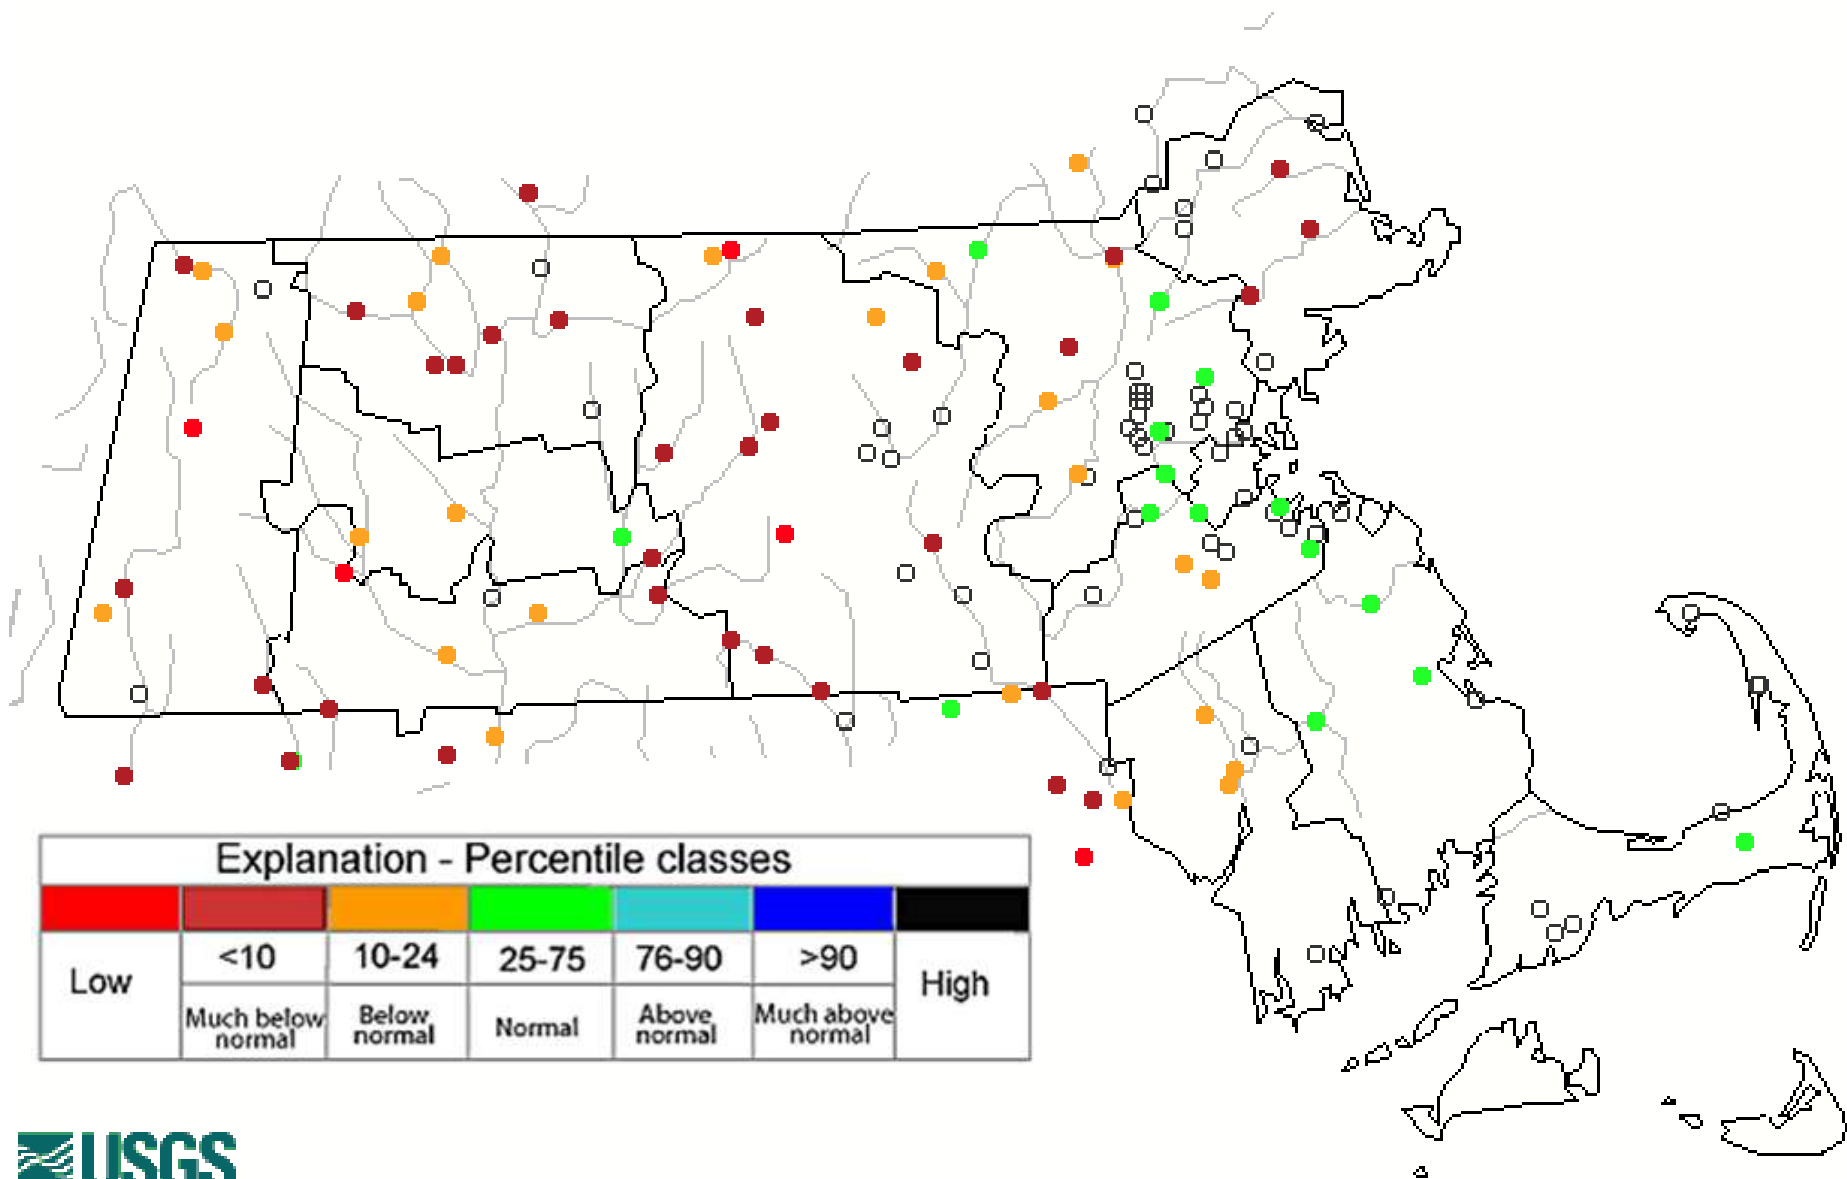 Explanation - Percentile classes
Low
<10
10-24
25-75
76-90
>90
High
Much below normal
Below normal
Normal
Above normal
Much above normal
USGS